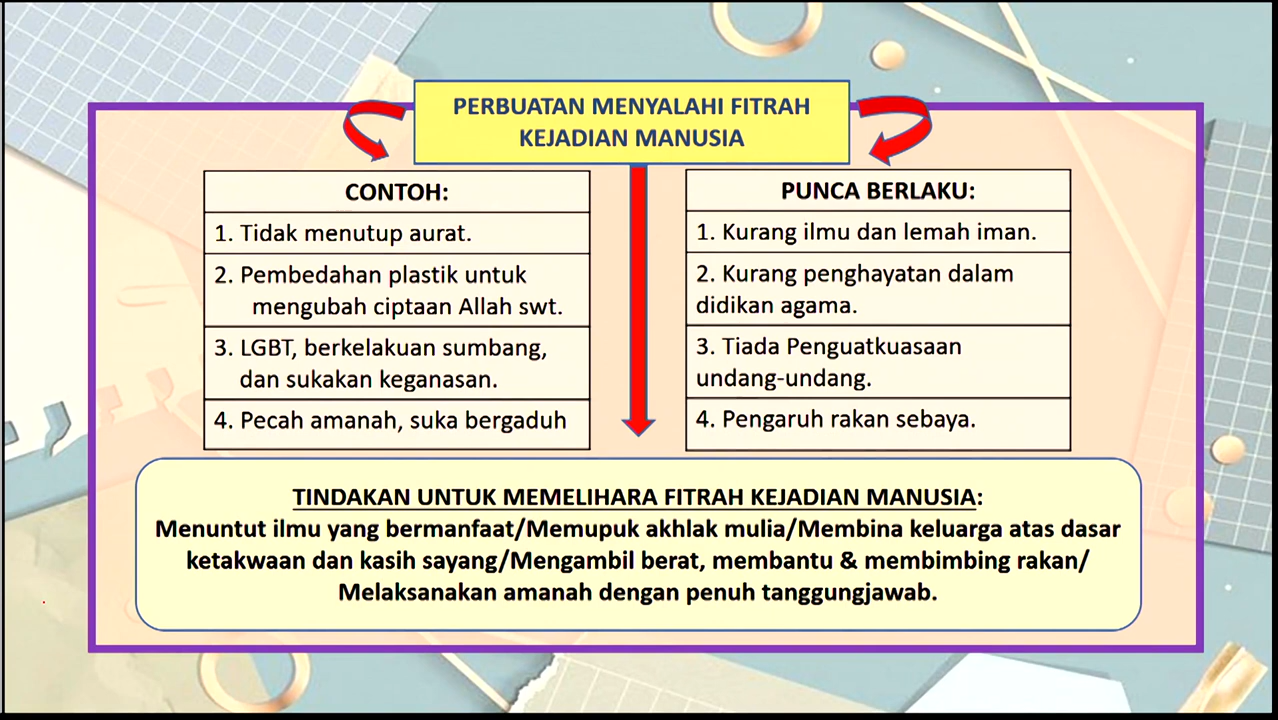 PERBUATAN MENYALAHI FITRAH
KEJADIAN MANUSIA
CONTOH:
1. Tidak menutup aurat.
2. Pembedahan plastik untuk
mengubah ciptaan Allah swt.
3. LGBT, berkelakuan sumbang,
dan sukakan keganasan.
4. Pecah amanah, suka bergaduh
PUNCA BERLAKU:
1. Kurang ilmu dan lemah iman.
2. Kurang penghayatan dalam
didikan agama.
3. Tiada Penguatkuasaan
undang-undang.
4. Pengaruh rakan sebaya.
TINDAKAN UNTUK MEMELIHARA FITRAH KEJADIAN MANUSIA:
Menuntut ilmu yang bermanfaat/Memupuk akhlak mulia/Membina keluarga atas dasar
ketakwaan dan kasih sayang/Mengambil berat, membantu & membimbing rakan/
Melaksanakan amanah dengan penuh tanggungjawab.